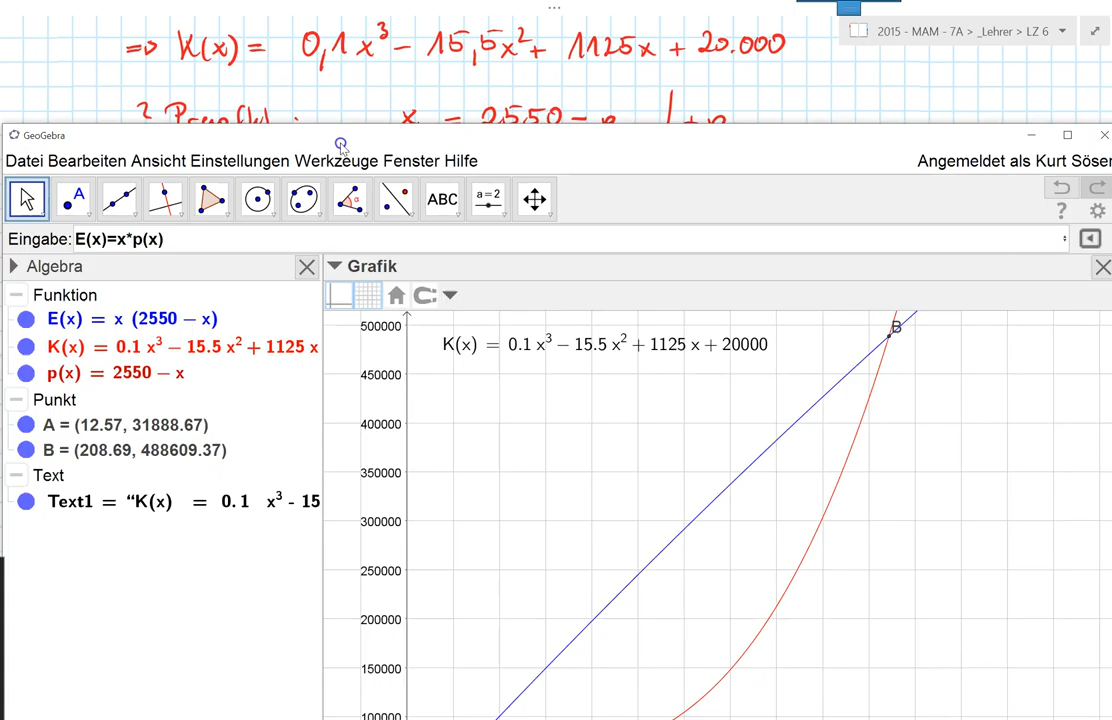 ...
2015 - MAM - 7A > _Lehrer > LZ 6
=> K(x) = 0,1x³ - 15,5x² + 1125x + 20.000
x = 2550 - p | + p
GeoGebra
Datei Bearbeiten Ansicht Einstellungen Werkzeuge Fenster Hilfe
Angemeldet als Kurt Söser
A
α
ABC
a=2
?
Eingabe: E(x)=x*p(x)
Algebra
Grafik
Funktion
E(x) = x (2550 − x)
K(x) = 0.1 x³ − 15.5 x² + 1125 x
p(x) = 2550 − x
Punkt
A = (12.57, 31888.67)
B = (208.69, 488609.37)
Text
Text1 = “K(x) = 0.1 x³ - 15
K(x) = 0.1 x³ − 15.5 x² + 1125 x + 20000
B
500000
450000
400000
350000
300000
250000
200000
150000
100000